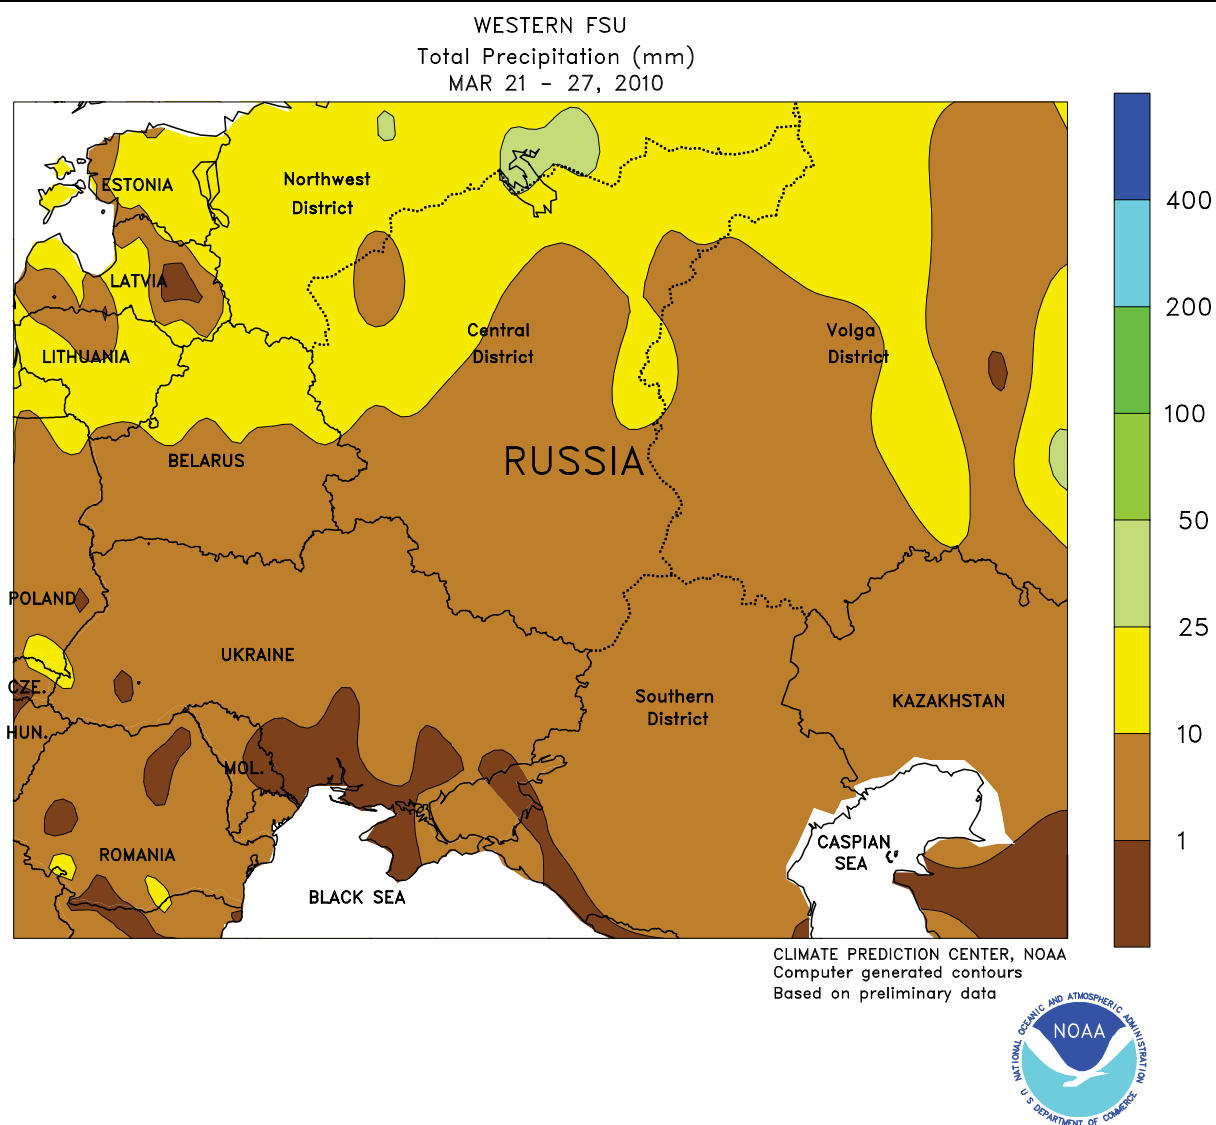 WESTERN FSU
Total Precipitation (mm)
MAR 21 - 27, 2010
ESTONIA
Northwest
District
LATVIA
LITHUANIA
Central
District
Volga
District
BELARUS
RUSSIA
POLAND
UKRAINE
CZE.
Southern
District
KAZAKHSTAN
HUN.
MOL.
ROMANIA
CASPIAN
SEA
BLACK SEA
400
200
100
50
25
10
1
CLIMATE PREDICTION CENTER, NOAA
Computer generated contours
Based on preliminary data
NATIONAL OCEANIC AND ATMOSPHERIC ADMINISTRATION
NOAA
U S DEPARTMENT OF COMMERCE